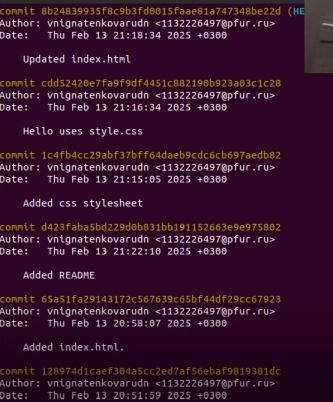 commit 8b24839935f8c9b3fd0015faae81a747348be22d (HE
Author: vnignatenkovarudn <1132226497@pfur.ru>
Date:   Thu Feb 13 21:18:34 2025 +0300
Updated index.html
commit cdd52420e7fa9f9df4451c882190b923a03c1c28
Author: vnignatenkovarudn <1132226497@pfur.ru>
Date:   Thu Feb 13 21:16:34 2025 +0300
Hello uses style.css
commit 1c4fb4cc29abf37bff64daeb9cdc6cb697aedb82
Author: vnignatenkovarudn <1132226497@pfur.ru>
Date:   Thu Feb 13 21:15:05 2025 +0300
Added css stylesheet
commit d423faba5bd229d0b831bb191152663e9e975802
Author: vnignatenkovarudn <1132226497@pfur.ru>
Date:   Thu Feb 13 21:22:10 2025 +0300
Added README
commit 65a51fa29143172c567639c65bf44df29cc67923
Author: vnignatenkovarudn <1132226497@pfur.ru>
Date:   Thu Feb 13 20:58:07 2025 +0300
Added index.html.
commit 128974d1caef304a5cc2ed7af56ebaf9819381dc
Author: vnignatenkovarudn <1132226497@pfur.ru>
Date:   Thu Feb 13 20:51:59 2025 +0300